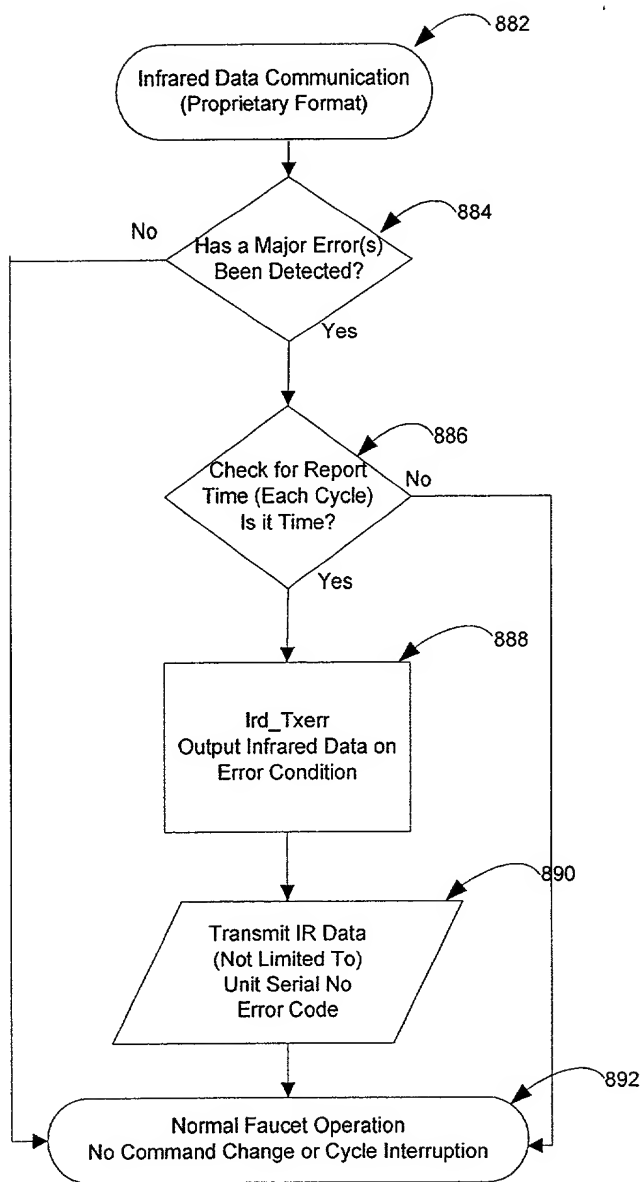 882
Infrared Data Communication
(Proprietary Format)
884
No
Has a Major Error(s)
Been Detected?
Yes
886
Check for Report
Time (Each Cycle)
Is it Time?
No
Yes
888
Ird_Txerr
Output Infrared Data on
Error Condition
890
Transmit IR Data
(Not Limited To)
Unit Serial No
Error Code
892
Normal Faucet Operation
No Command Change or Cycle Interruption